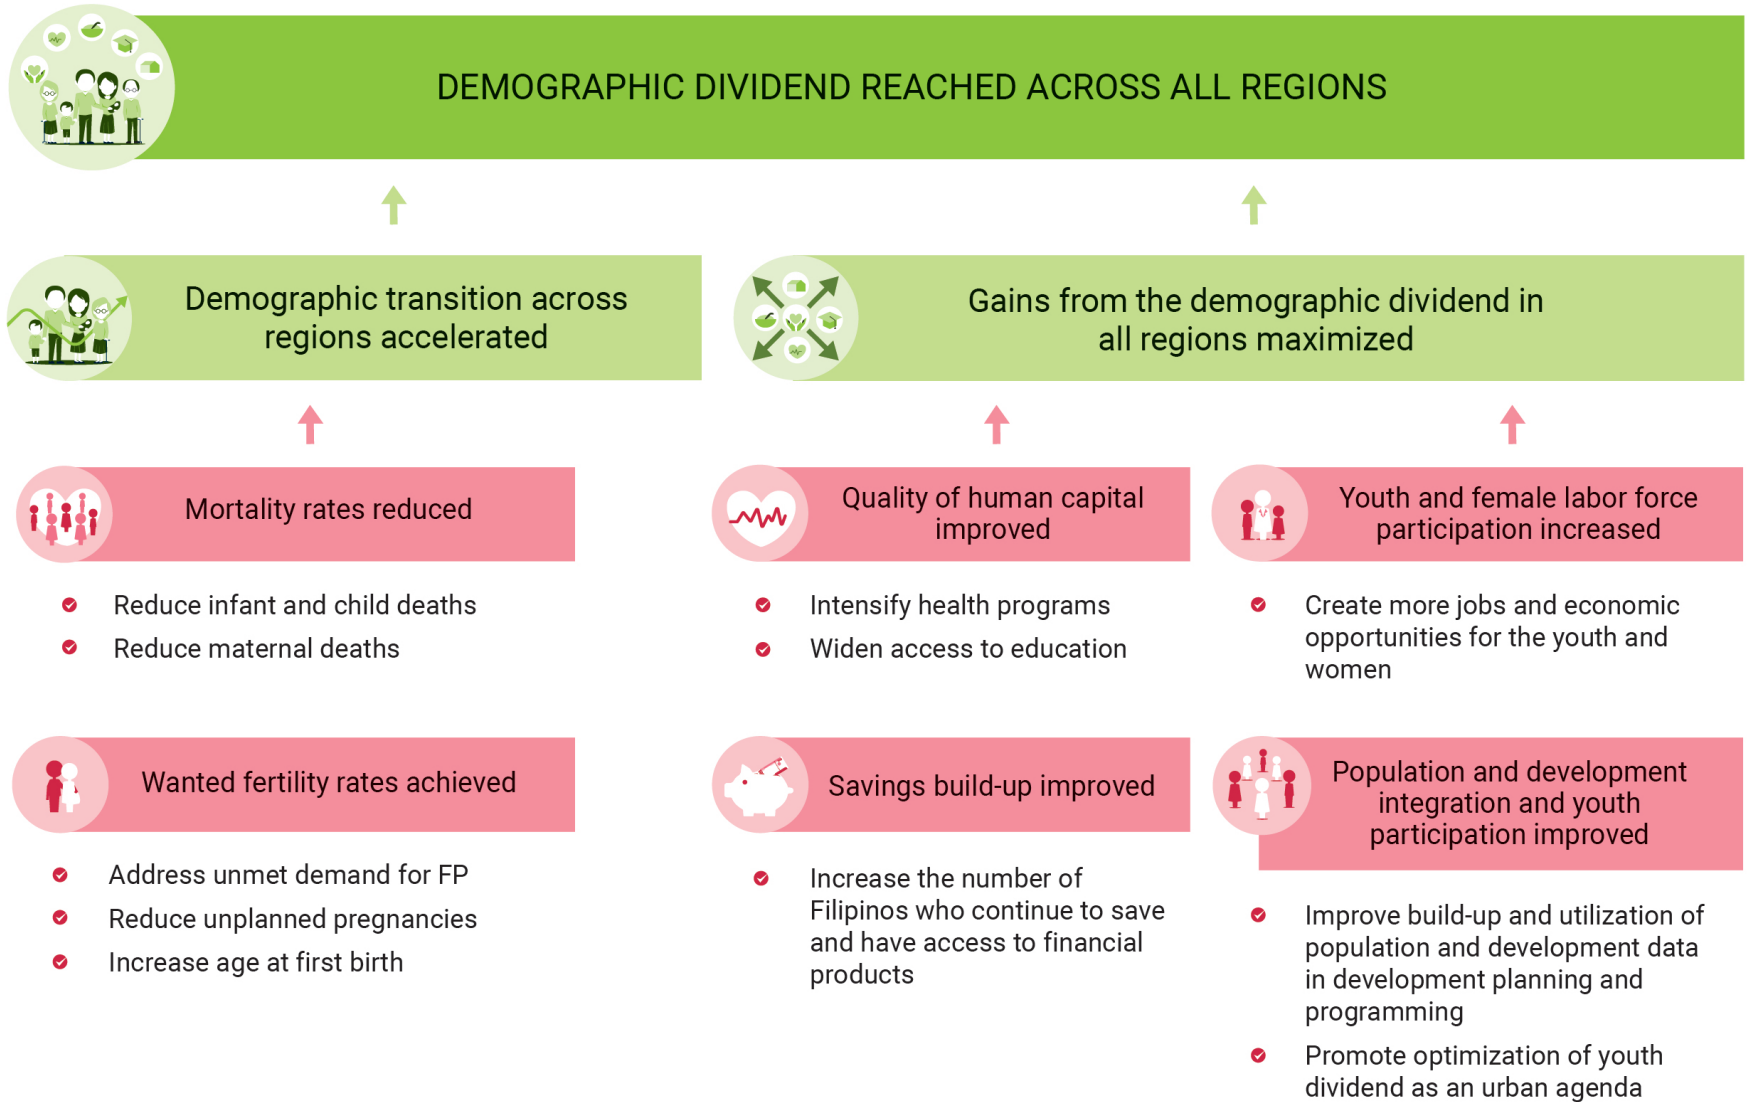 DEMOGRAPHIC DIVIDEND REACHED ACROSS ALL REGIONS
Demographic transition across
regions accelerated
Gains from the demographic dividend in
all regions maximized
Mortality rates reduced
Reduce infant and child deaths
Reduce maternal deaths
Quality of human capital
improved
Intensify health programs
Widen access to education
Youth and female labor force
participation increased
Create more jobs and economic
opportunities for the youth and
women
Wanted fertility rates achieved
Address unmet demand for FP
Reduce unplanned pregnancies
Increase age at first birth
Savings build-up improved
Increase the number of
Filipinos who continue to save
and have access to financial
products
Population and development
integration and youth
participation improved
Improve build-up and utilization of
population and development data
in development planning and
programming
Promote optimization of youth
dividend as an urban agenda